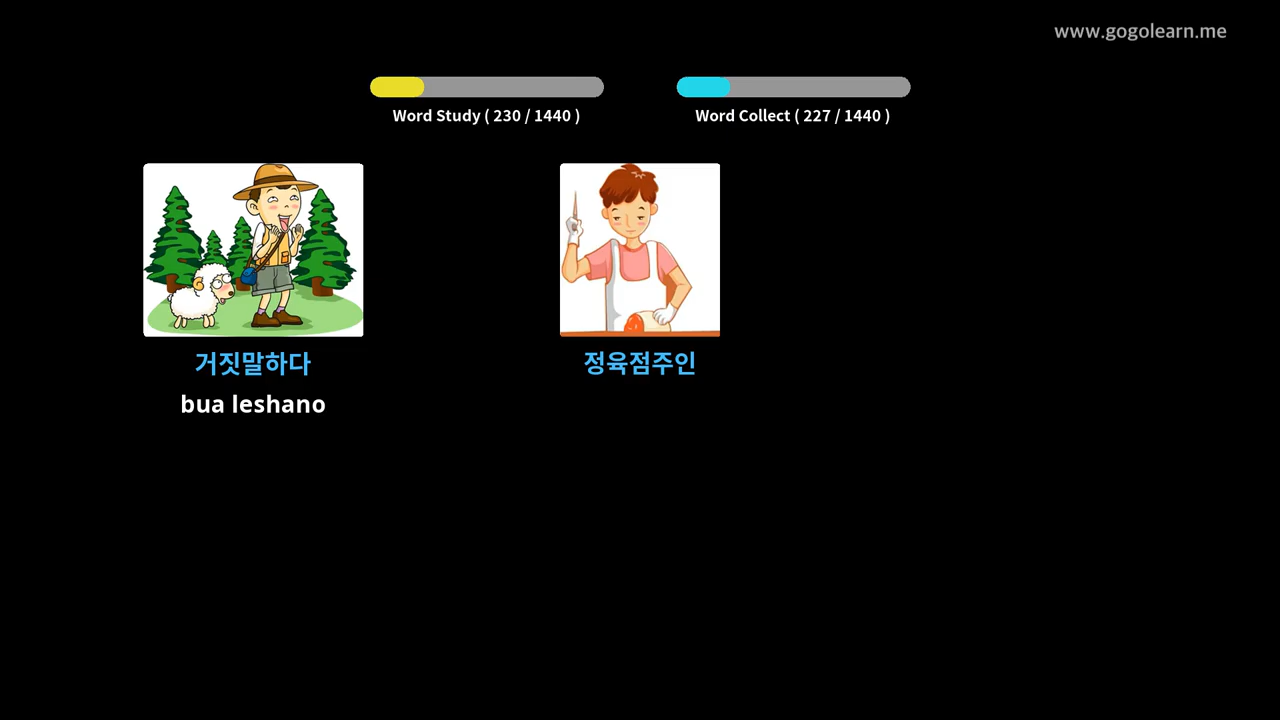 www.gogolearn.me
Word Study ( 230 / 1440 )
Word Collect ( 227 / 1440 )
거짓말하다
bua leshano
정육점주인